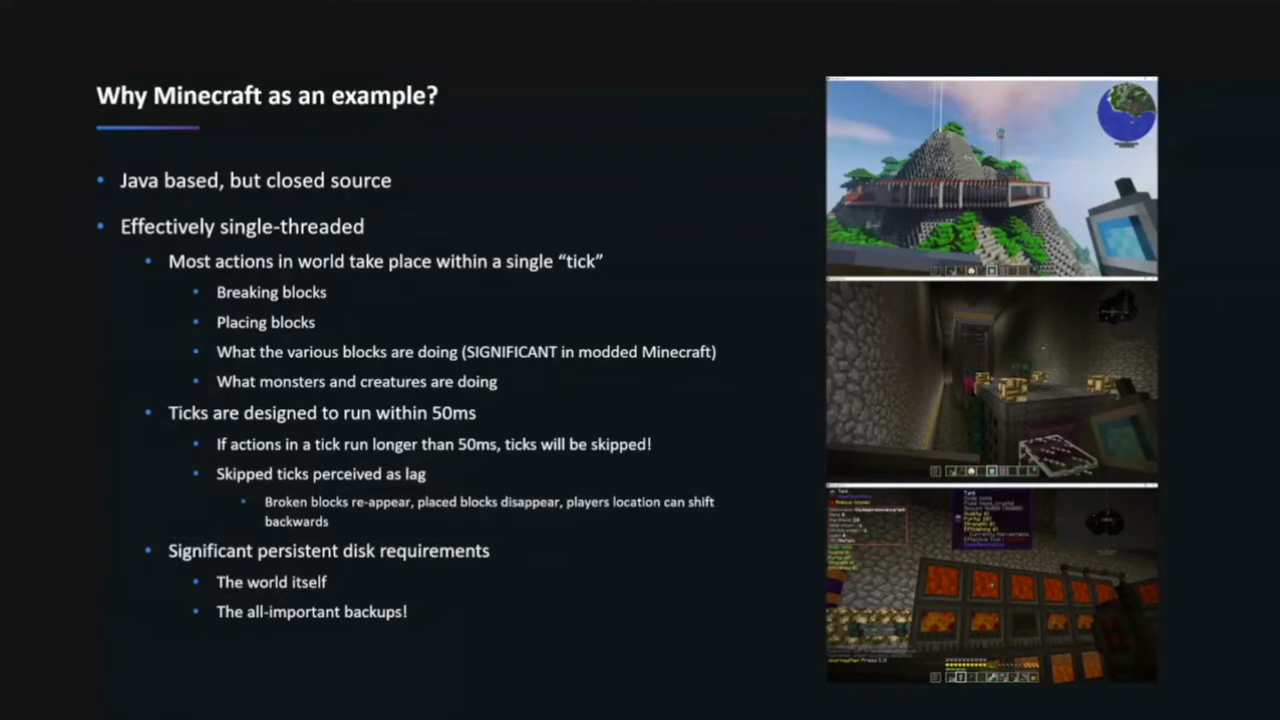 Why Minecraft as an example?
Java based, but closed source
Effectively single-threaded
Most actions in world take place within a single “tick”
Breaking blocks
Placing blocks
What the various blocks are doing (SIGNIFICANT in modded Minecraft)
What monsters and creatures are doing
Ticks are designed to run within 50ms
If actions in a tick run longer than 50ms, ticks will be skipped!
Skipped ticks perceived as lag
Broken blocks re-appear, placed blocks disappear, players location can shift
backwards
Significant persistent disk requirements
The world itself
The all-important backups!